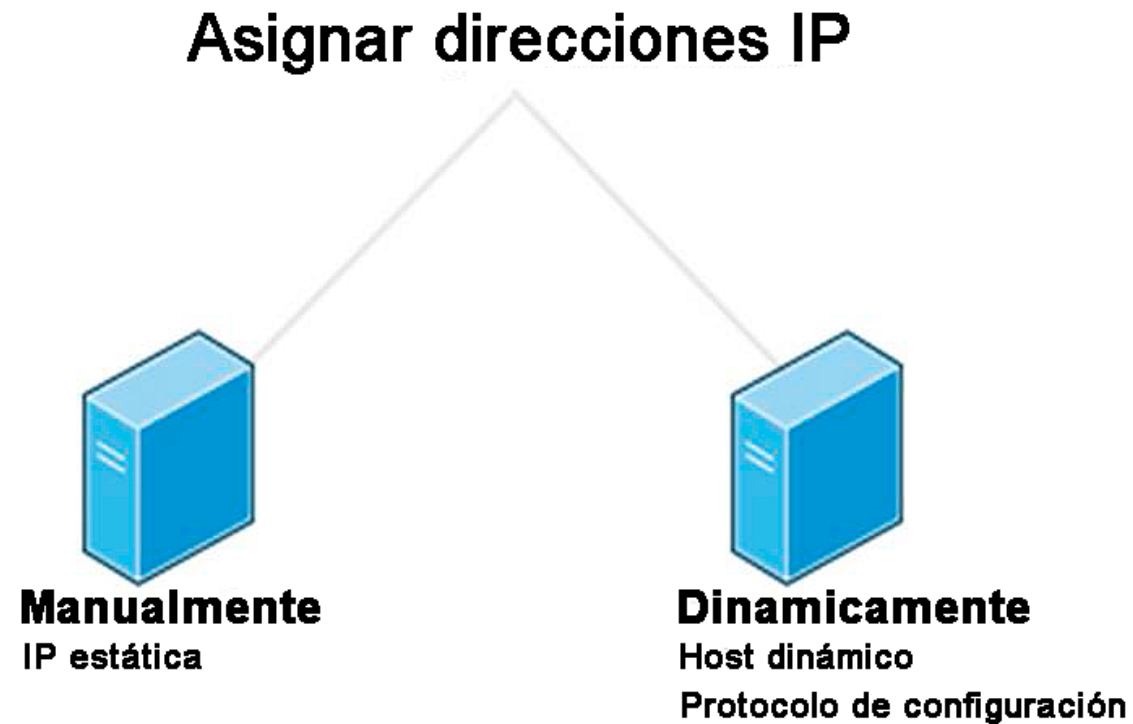 Asignar direcciones IP
Manualmente
IP estática
Dinamicamente
Host dinámico
Protocolo de configuración